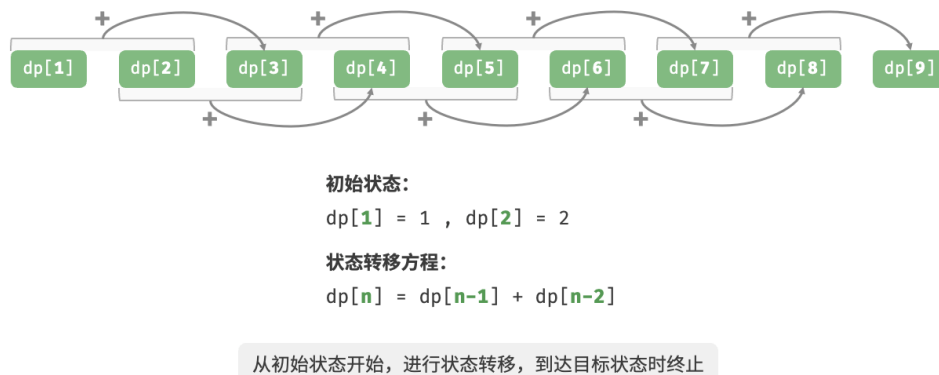 + + + +
dp[1] dp[2] dp[3] dp[4] dp[5] dp[6] dp[7] dp[8] dp[9]
+ + +
初始状态：
dp[1] = 1 , dp[2] = 2
状态转移方程：
dp[n] = dp[n-1] + dp[n-2]
从初始状态开始，进行状态转移，到达目标状态时终止